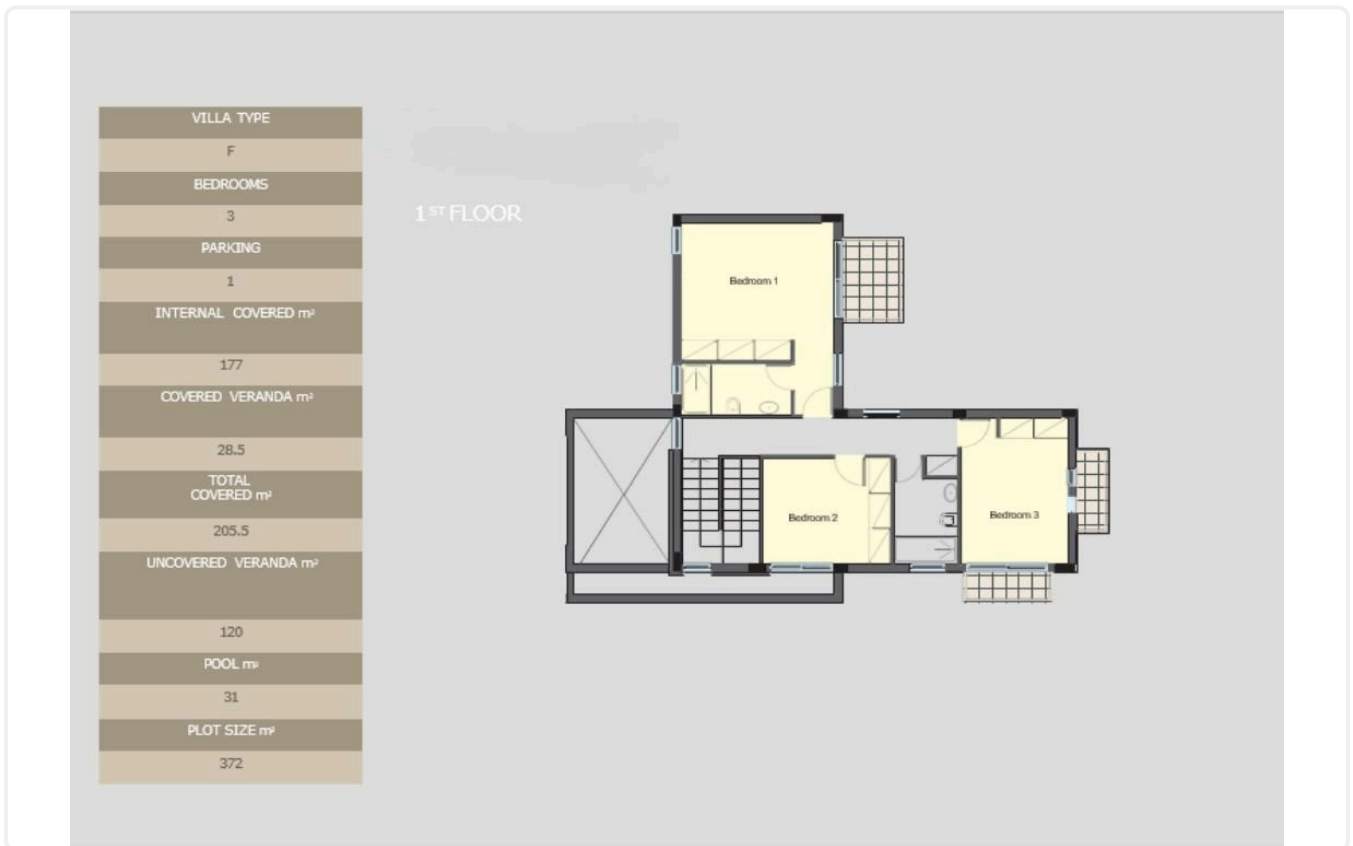 VILLA TYPE
F
BEDROOMS
3
PARKING
1
INTERNAL COVERED m²
177
COVERED VERANDA m²
28.5
TOTAL
COVERED m²
205.5
UNCOVERED VERANDA m²
120
POOL m²
31
PLOT SIZE m²
372
1ST FLOOR
Bedroom 1
Bedroom 2
Bedroom 3